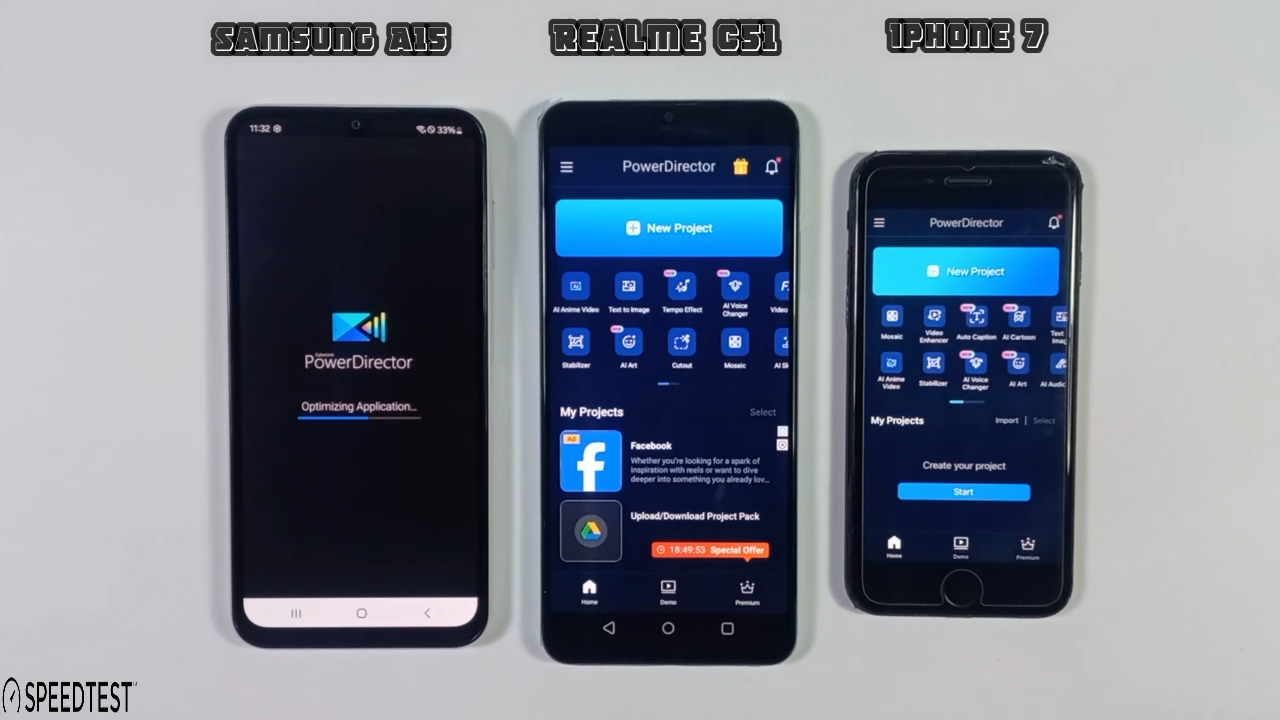 SAMSUNG A15
REALME C51
IPHONE 7
11:32
33%
CyberLink
PowerDirector
Optimizing Application...
PowerDirector
New Project
AI Anime Video
Text to Image
Tempo Effect
AI Voice
Changer
Video
Stabilizer
AI Art
Cutout
Mosaic
AI Sk
My Projects
Select
Ad
Facebook
Whether you're looking for a spark of
inspiration with reels or want to dive
deeper into something you already lov...
Upload/Download Project Pack
18:49:53 Special Offer
Home
Demo
Premium
PowerDirector
New Project
Mosaic
Video
Enhancer
Auto Caption
AI Cartoon
Text
Imag
AI Anime
Video
Stabilizer
AI Voice
Changer
AI Art
AI Audio
My Projects
Import | Select
Create your project
Start
Home
Demo
Premium
SPEEDTEST